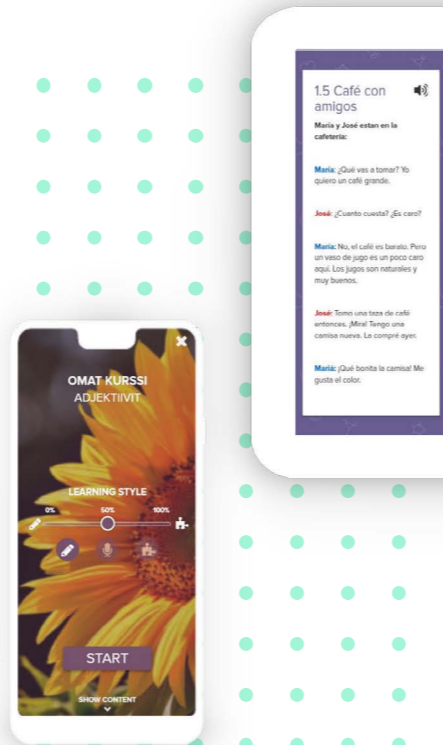 1.5 Café con
amigos
María y José estan en la
cafetería:
María: ¿Qué vas a tomar? Yo
quiero un café grande.
José: ¿Cuanto cuesta? ¿Es caro?
María: No, el café es barato. Pero
un vaso de jugo es un poco caro
aquí. Los jugos son naturales y
muy buenos.
José: Tomo una taza de café
entonces. ¡Mira! Tengo una
camisa nueva. La compré ayer.
María: ¡Qué bonita la camisa! Me
gusta el color.
OMAT KURSSI
ADJEKTIIVIT
LEARNING STYLE
0% 50% 100%
START
SHOW CONTENT